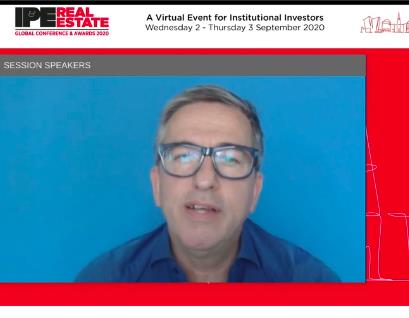 IPE REAL
ESTATE
GLOBAL CONFERENCE & AWARDS 2020
A Virtual Event for Institutional Investors
Wednesday 2 - Thursday 3 September 2020
SESSION SPEAKERS